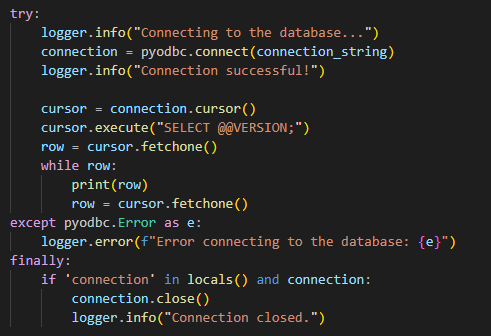 try:
    logger.info("Connecting to the database...")
    connection = pyodbc.connect(connection_string)
    logger.info("Connection successful!")

    cursor = connection.cursor()
    cursor.execute("SELECT @@VERSION;")
    row = cursor.fetchone()
    while row:
        print(row)
        row = cursor.fetchone()
except pyodbc.Error as e:
    logger.error(f"Error connecting to the database: {e}")
finally:
    if 'connection' in locals() and connection:
        connection.close()
        logger.info("Connection closed.")